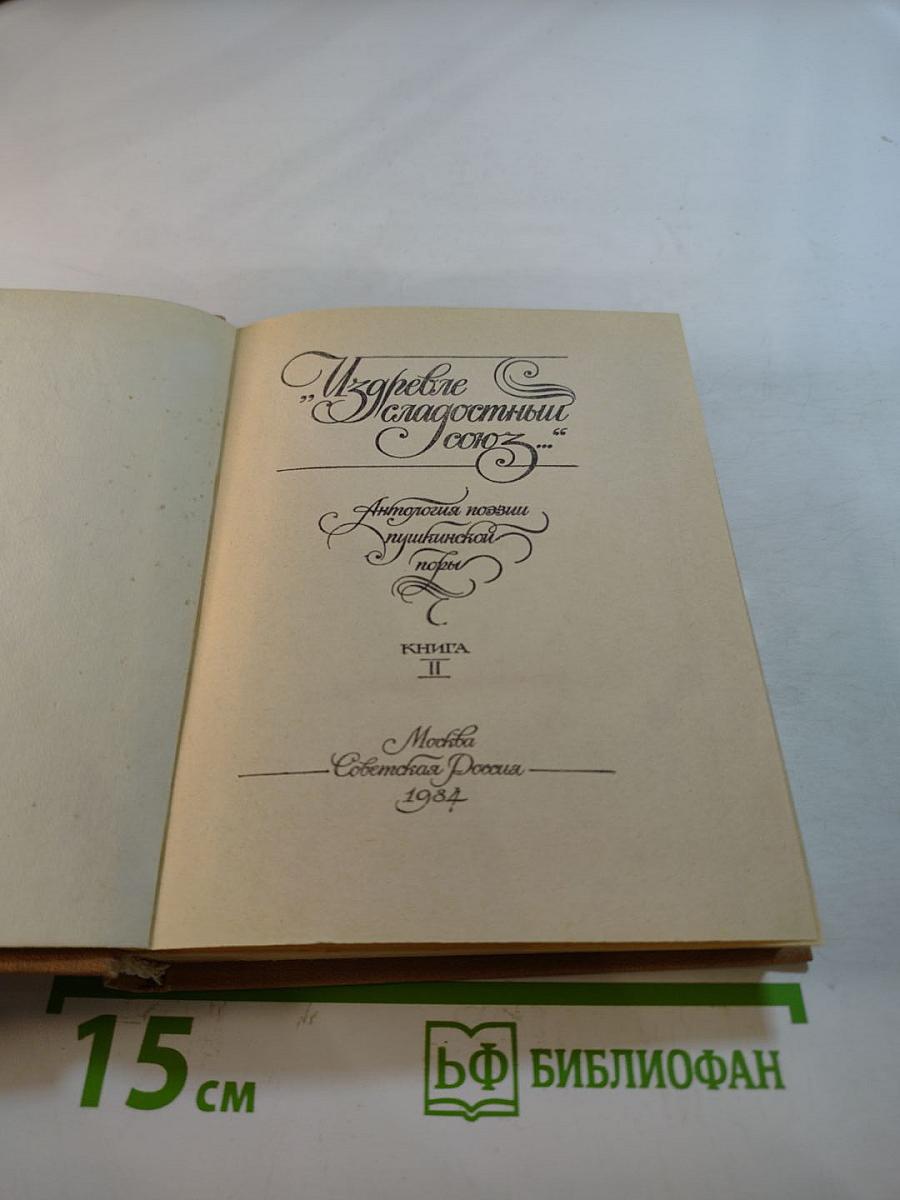 „Издревле
сладостный
союз...“
Антология поэзии
пушкинской
поры
КНИГА
II
Москва
Советская Россия
1984
15 см
ЬФ БИБЛИОФАН